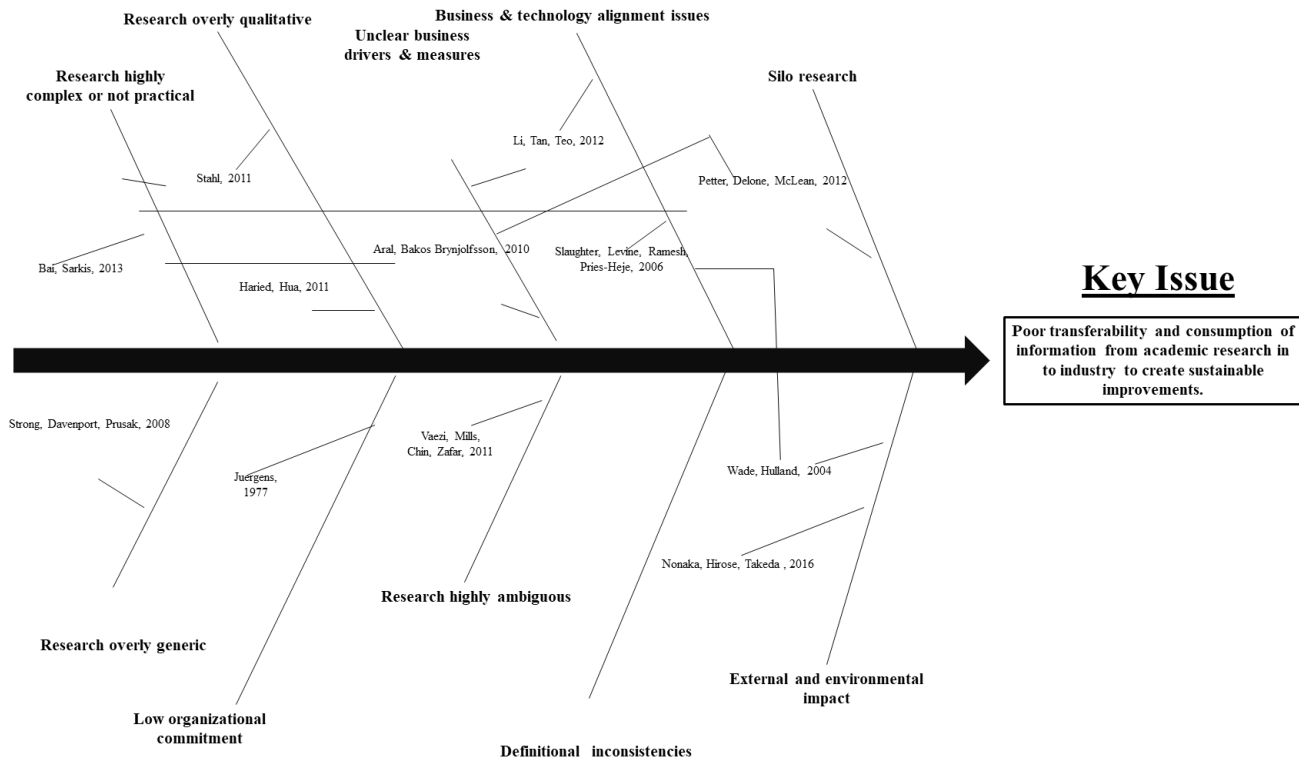 Research overly qualitative
Business & technology alignment issues
Unclear business
drivers & measures
Research highly
complex or not practical
Silo research
Li, Tan, Teo, 2012
Stahl, 2011
Petter, Delone, McLean, 2012
Aral, Bakos Brynjolfsson, 2010
Slaughter, Levine, Ramesh,
Pries-Heje, 2006
Bai, Sarkis, 2013
Haried, Hua, 2011
Key Issue
Poor transferability and consumption of
information from academic research in
to industry to create sustainable
improvements.
Strong, Davenport, Prusak, 2008
Vaezi, Mills,
Chin, Zafar, 2011
Juergens,
1977
Wade, Hulland, 2004
Nonaka, Hirose, Takeda , 2016
Research highly ambiguous
Research overly generic
External and environmental
impact
Low organizational
commitment
Definitional inconsistencies